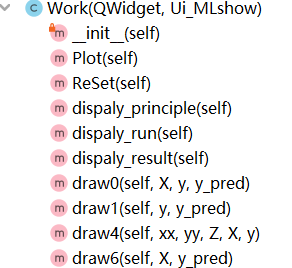 Work(QWidget, Ui_MLshow)
__init__(self)
Plot(self)
ReSet(self)
dispaly_principle(self)
dispaly_run(self)
dispaly_result(self)
draw0(self, X, y, y_pred)
draw1(self, y, y_pred)
draw4(self, xx, yy, Z, X, y)
draw6(self, X, y_pred)